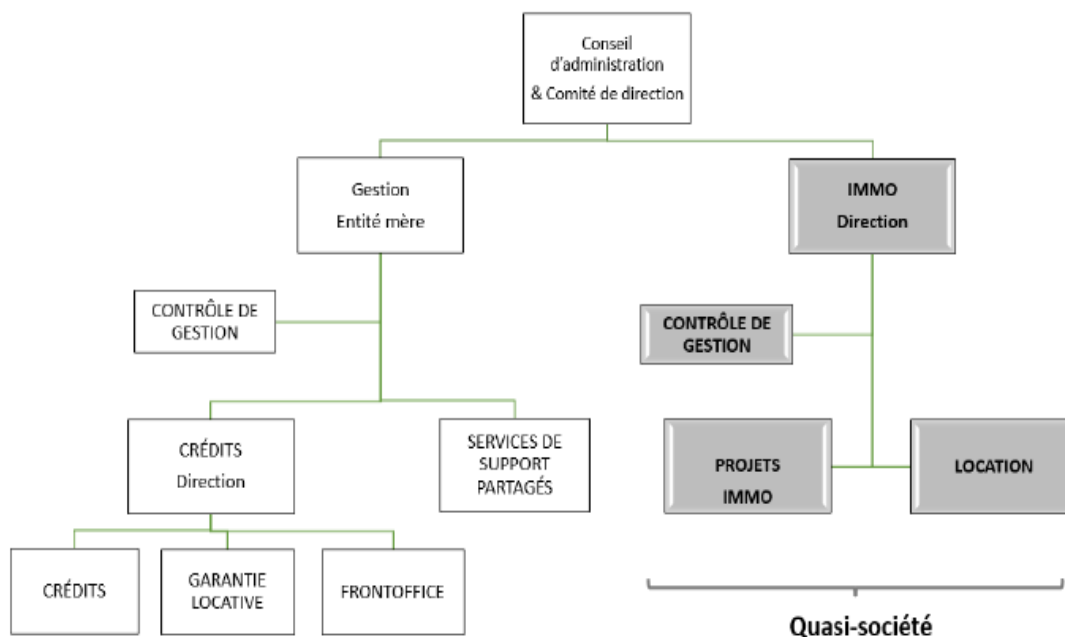 Conseil
d'administration
& Comité de direction
Gestion
Entité mère
IMMO
Direction
CONTRÔLE DE
GESTION
CONTRÔLE DE
GESTION
CRÉDITS
Direction
SERVICES DE
SUPPORT
PARTAGÉS
PROJETS
IMMO
LOCATION
CRÉDITS
GARANTIE
LOCATIVE
FRONTOFFICE
Quasi-société